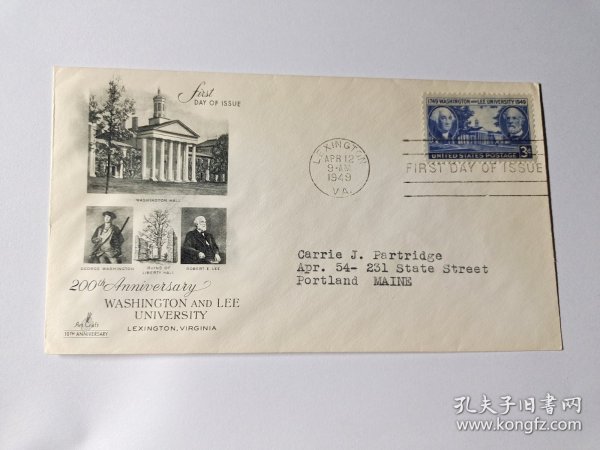 First
DAY OF ISSUE
WASHINGTON HALL
GEORGE WASHINGTON
RUINS OF
LIBERTY HALL
ROBERT E. LEE
200th Anniversary
WASHINGTON AND LEE
UNIVERSITY
LEXINGTON, VIRGINIA
Art Craft
10TH ANNIVERSARY
LEXINGTON
APR 12
9-AM
1949
VA.
1749 WASHINGTON AND LEE UNIVERSITY 1949
UNITED STATES POSTAGE 3¢
FIRST DAY OF ISSUE
Carrie J. Partridge
Apr. 54- 231 State Street
Portland MAINE
孔夫子旧书网
www.kongfz.com